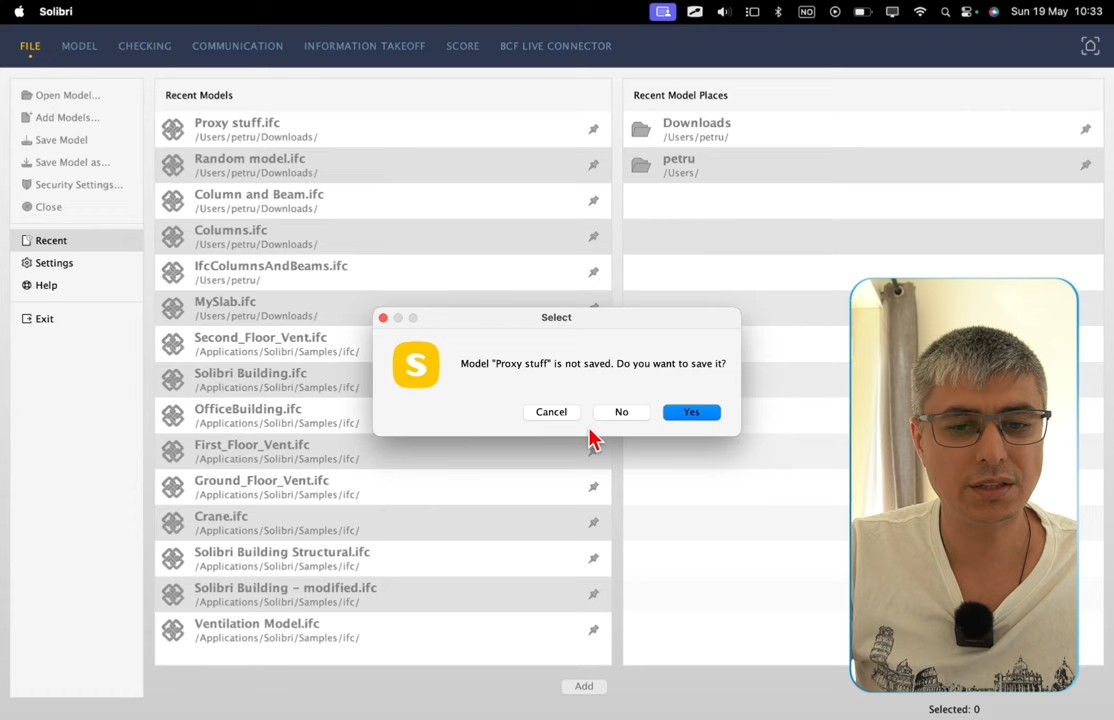 Solibri
NO
Sun 19 May 10:33
FILE
MODEL
CHECKING
COMMUNICATION
INFORMATION TAKEOFF
SCORE
BCF LIVE CONNECTOR
Open Model...
Add Models...
Save Model
Save Model as...
Security Settings...
Close
Recent
Settings
Help
Exit
Recent Models
Proxy stuff.ifc
/Users/petru/Downloads/
Random model.ifc
/Users/petru/Downloads/
Column and Beam.ifc
/Users/petru/Downloads/
Columns.ifc
/Users/petru/Downloads/
IfcColumnsAndBeams.ifc
/Users/petru/
MySlab.ifc
/Users/petru/Downloads/
Second_Floor_Vent.ifc
/Applications/Solibri/Samples/ifc/
Solibri Building.ifc
/Applications/Solibri/Samples/ifc/
OfficeBuilding.ifc
/Applications/Solibri/Samples/ifc/
First_Floor_Vent.ifc
/Applications/Solibri/Samples/ifc/
Ground_Floor_Vent.ifc
/Applications/Solibri/Samples/ifc/
Crane.ifc
/Applications/Solibri/Samples/ifc/
Solibri Building Structural.ifc
/Applications/Solibri/Samples/ifc/
Solibri Building - modified.ifc
/Applications/Solibri/Samples/ifc/
Ventilation Model.ifc
/Applications/Solibri/Samples/ifc/
Add
Recent Model Places
Downloads
/Users/petru/
petru
/Users/
Select
S
Model "Proxy stuff" is not saved. Do you want to save it?
Cancel
No
Yes
Selected: 0